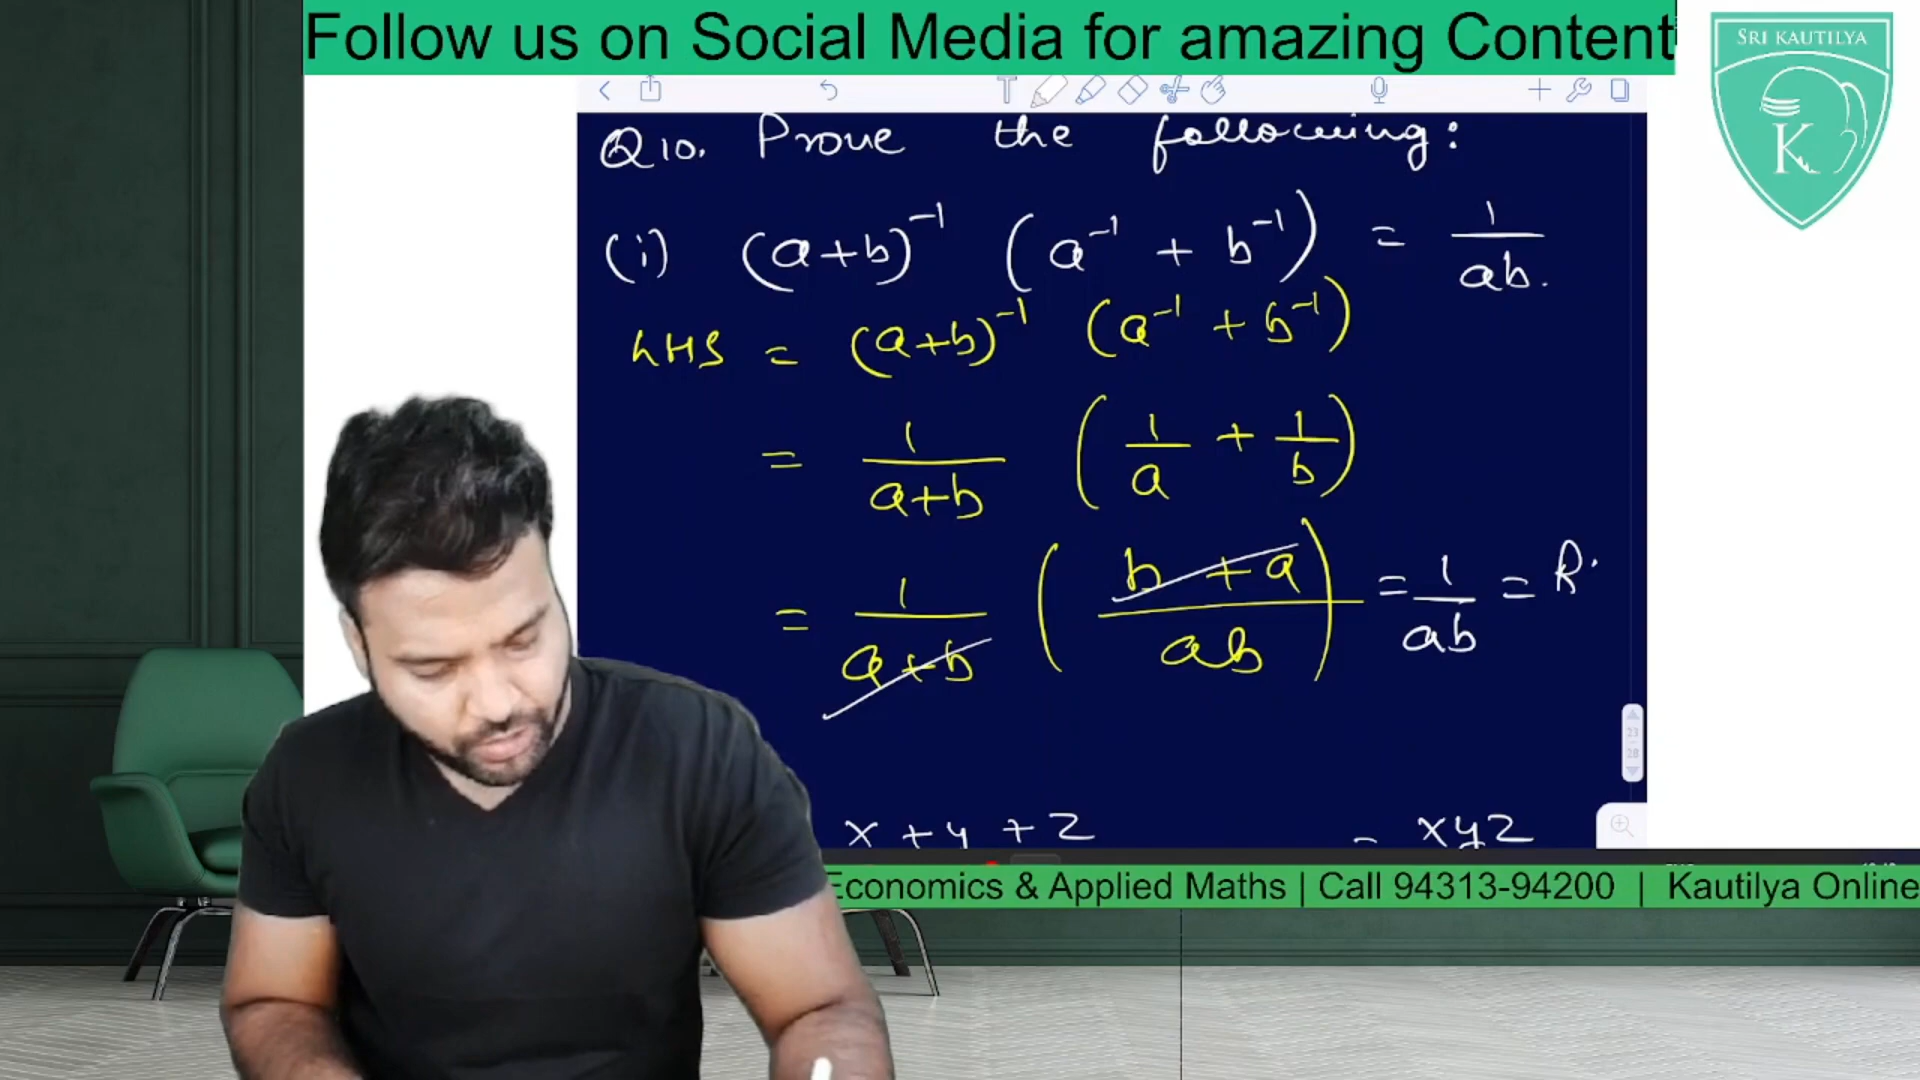 Follow us on Social Media for amazing Content
SRI KAUTILYA
K
T
Q10. Prove the following:
(i) (a+b)⁻¹ (a⁻¹ + b⁻¹) = 1/ab.
LHS = (a+b)⁻¹ (a⁻¹ + b⁻¹)
= 1/(a+b) (1/a + 1/b)
= 1/(a+b) ((b + a)/ab) = 1/ab = R.
x + y + z = xyz
23
28
Economics & Applied Maths | Call 94313-94200 | Kautilya Online